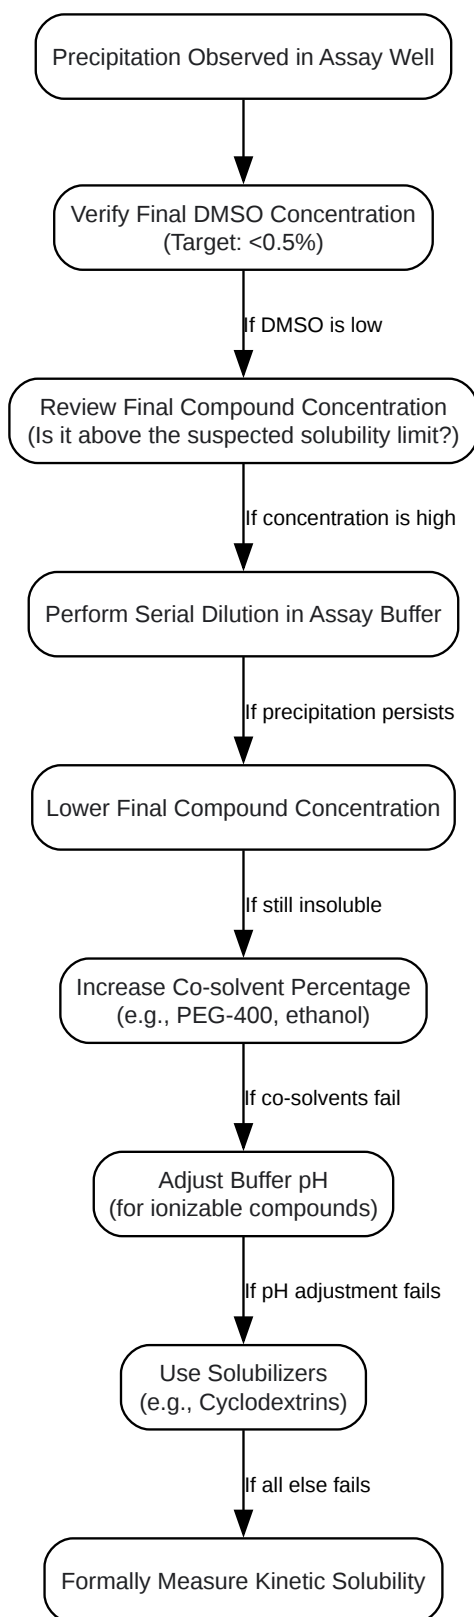 Precipitation Observed in Assay Well
Verify Final DMSO Concentration
(Target: <0.5%)
If DMSO is low
Review Final Compound Concentration
(Is it above the suspected solubility limit?)
If concentration is high
Perform Serial Dilution in Assay Buffer
If precipitation persists
Lower Final Compound Concentration
If still insoluble
Increase Co-solvent Percentage
(e.g., PEG-400, ethanol)
If co-solvents fail
Adjust Buffer pH
(for ionizable compounds)
If pH adjustment fails
Use Solubilizers
(e.g., Cyclodextrins)
If all else fails
Formally Measure Kinetic Solubility